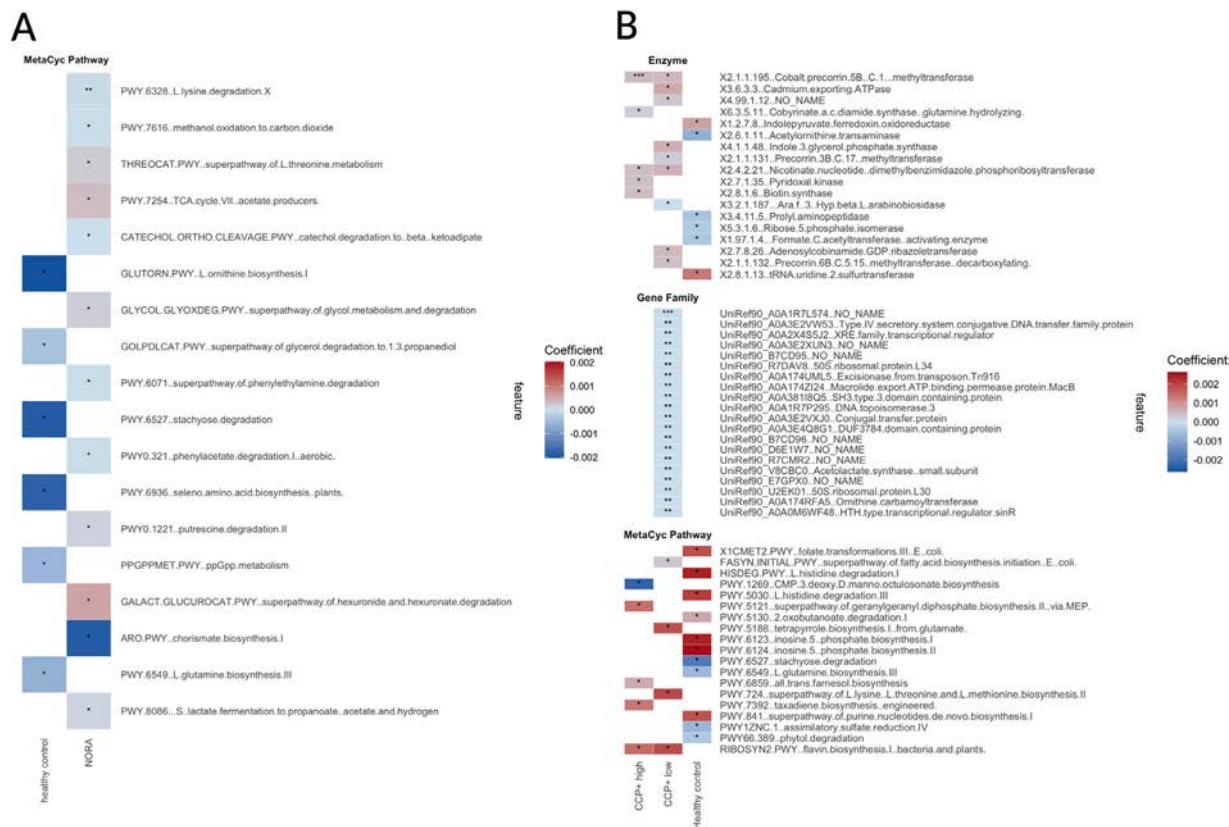 A
MetaCyc Pathway
PWY.6328..L.lysine.degradation.X
PWY.7616..methanol.oxidation.to.carbon.dioxide
THREOCAT.PWY..superpathway.of.L.threonine.metabolism
PWY.7254..TCA.cycle.VII..acetate.producers.
CATECHOL.ORTHO.CLEAVAGE.PWY..catechol.degradation.to..beta..ketoadipate
GLUTORN.PWY..L.ornithine.biosynthesis.I
GLYCOL.GLYOXDEG.PWY..superpathway.of.glycol.metabolism.and.degradation
GOLPDLCAT.PWY..superpathway.of.glycerol.degradation.to.1.3.propanediol
PWY.6071..superpathway.of.phenylethylamine.degradation
PWY.6527..stachyose.degradation
PWY0.321..phenylacetate.degradation.I..aerobic.
PWY.6936..seleno.amino.acid.biosynthesis..plants.
PWY0.1221..putrescine.degradation.II
PPGPPMET.PWY..ppGpp.metabolism
GALACT.GLUCUROCAT.PWY..superpathway.of.hexuronide.and.hexuronate.degradation
ARO.PWY..chorismate.biosynthesis.I
PWY.6549..L.glutamine.biosynthesis.III
PWY.8086..S..lactate.fermentation.to.propanoate..acetate.and.hydrogen
healthy control
NORA
feature
Coefficient
0.002
0.001
0.000
-0.001
-0.002
B
Enzyme
X2.1.1.195..Cobalt.precorrin.5B..C.1...methyltransferase
X3.6.3.3..Cadmium.exporting.ATPase
X4.99.1.12..NO_NAME
X6.3.5.11..Cobyrinate.a.c.diamide.synthase..glutamine.hydrolyzing.
X1.2.7.8..Indolepyruvate.ferredoxin.oxidoreductase
X2.6.1.11..Acetylornithine.transaminase
X4.1.1.48..Indole.3.glycerol.phosphate.synthase
X2.1.1.131..Precorrin.3B.C.17..methyltransferase
X2.4.2.21..Nicotinate.nucleotide..dimethylbenzimidazole.phosphoribosyltransferase
X2.7.1.35..Pyridoxal.kinase
X2.8.1.6..Biotin.synthase
X3.2.1.187..Ara.f..3..Hyp.beta.L.arabinobiosidase
X3.4.11.5..Prolyl.aminopeptidase
X5.3.1.6..Ribose.5.phosphate.isomerase
X1.97.1.4..Formate.C.acetyltransferase..activating.enzyme
X2.7.8.26..Adenosylcobinamide.GDP.ribazoletransferase
X2.1.1.132..Precorrin.6B.C.5.15..methyltransferase..decarboxylating.
X2.8.1.13..tRNA.uridine.2.sulfurtransferase
Gene Family
UniRef90_A0A1R7L574..NO_NAME
UniRef90_A0A3E2VW53..Type.IV.secretory.system.conjugative.DNA.transfer.family.protein
UniRef90_A0A2X4S5J2..XRE.family.transcriptional.regulator
UniRef90_A0A3E2XUN3..NO_NAME
UniRef90_B7CD95..NO_NAME
UniRef90_R7DAV8..50S.ribosomal.protein.L34
UniRef90_A0A174UML5..Excisionase.from.transposon.Tn916
UniRef90_A0A174ZI24..Macrolide.export.ATP.binding.permease.protein.MacB
UniRef90_A0A381I8Q5..SH3.type.3.domain.containing.protein
UniRef90_A0A1R7P295..DNA.topoisomerase.3
UniRef90_A0A3E2VXJ0..Conjugal.transfer.protein
UniRef90_A0A3E4Q8G1..DUF3784.domain.containing.protein
UniRef90_B7CD96..NO_NAME
UniRef90_D6E1W7..NO_NAME
UniRef90_R7CMR2..NO_NAME
UniRef90_V8CBC0..Acetolactate.synthase..small.subunit
UniRef90_E7GPX0..NO_NAME
UniRef90_U2EK01..50S.ribosomal.protein.L30
UniRef90_A0A174RFA5..Ornithine.carbamoyltransferase
UniRef90_A0A0M6WF48..HTH.type.transcriptional.regulator.sinR
MetaCyc Pathway
X1CMET2.PWY..folate.transformations.III..E..coli.
FASYN.INITIAL.PWY..superpathway.of.fatty.acid.biosynthesis.initiation..E..coli.
HISDEG.PWY..L.histidine.degradation.I
PWY.1269..CMP.3.deoxy.D.manno.octulosonate.biosynthesis
PWY.5030..L.histidine.degradation.III
PWY.5121..superpathway.of.geranylgeranyl.diphosphate.biosynthesis.II..via.MEP.
PWY.5130..2.oxobutanoate.degradation.I
PWY.5188..tetrapyrrole.biosynthesis.I..from.glutamate.
PWY.6123..inosine.5..phosphate.biosynthesis.I
PWY.6124..inosine.5..phosphate.biosynthesis.II
PWY.6527..stachyose.degradation
PWY.6549..L.glutamine.biosynthesis.III
PWY.6859..all.trans.farnesol.biosynthesis
PWY.724..superpathway.of.L.lysine..L.threonine.and.L.methionine.biosynthesis.II
PWY.7392..taxadiene.biosynthesis..engineered.
PWY.841..superpathway.of.purine.nucleotides.de.novo.biosynthesis.I
PWY1ZNC.1..assimilatory.sulfate.reduction.IV
PWY66.389..phytol.degradation
RIBOSYN2.PWY..flavin.biosynthesis.I..bacteria.and.plants.
CCP+ high
CCP+ low
Healthy control
feature
Coefficient
0.002
0.001
0.000
-0.001
-0.002